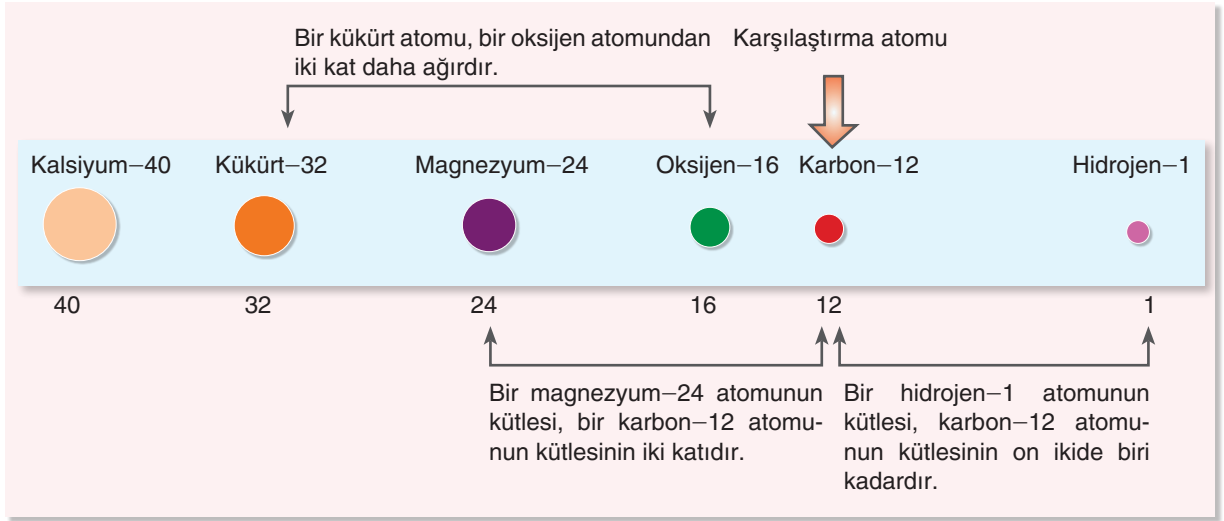 Bir kükürt atomu, bir oksijen atomundan
iki kat daha ağırdır.
Karşılaştırma atomu
Kalsiyum–40
Kükürt–32
Magnezyum–24
Oksijen–16
Karbon–12
Hidrojen–1
40
32
24
16
12
1
Bir magnezyum–24 atomunun
kütlesi, bir karbon–12 atomu-
nun kütlesinin iki katıdır.
Bir hidrojen–1 atomunun
kütlesi, karbon–12 atomu-
nun kütlesinin on ikide biri
kadardır.